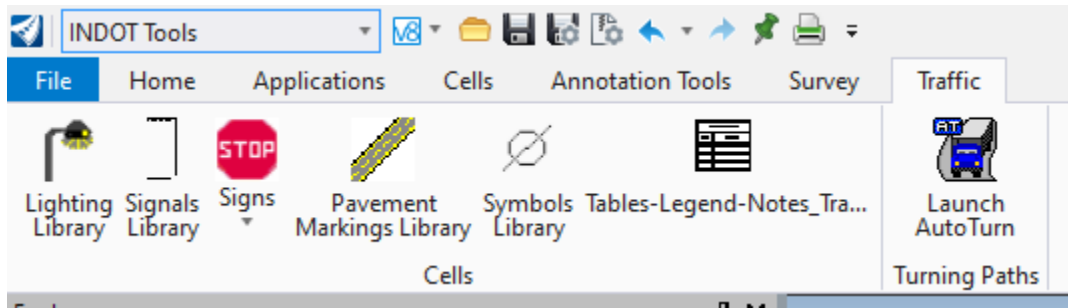 INDOT Tools
V8
File Home Applications Cells Annotation Tools Survey Traffic
STOP
AT
Lighting Library
Signals Library
Signs
Pavement Markings Library
Symbols Library
Tables-Legend-Notes_Tra...
Launch AutoTurn
Cells
Turning Paths